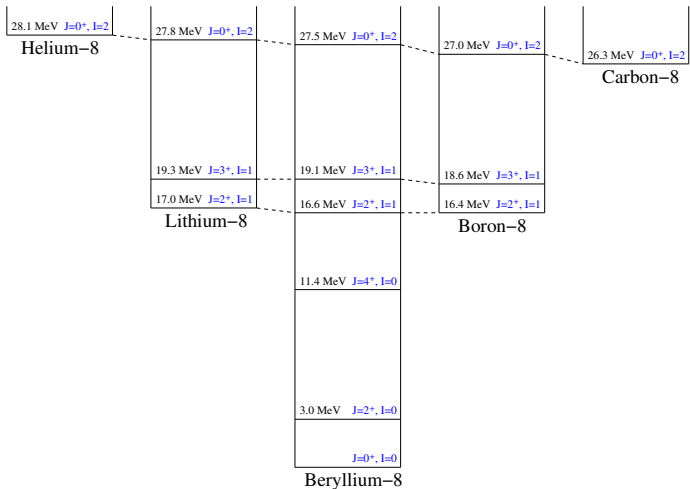 28.1 MeV J=0⁺, I=2
Helium−8
27.8 MeV J=0⁺, I=2
27.5 MeV J=0⁺, I=2
27.0 MeV J=0⁺, I=2
26.3 MeV J=0⁺, I=2
Carbon−8
19.3 MeV J=3⁺, I=1
19.1 MeV J=3⁺, I=1
18.6 MeV J=3⁺, I=1
17.0 MeV J=2⁺, I=1
16.6 MeV J=2⁺, I=1
16.4 MeV J=2⁺, I=1
Lithium−8
Boron−8
11.4 MeV J=4⁺, I=0
3.0 MeV J=2⁺, I=0
J=0⁺, I=0
Beryllium−8